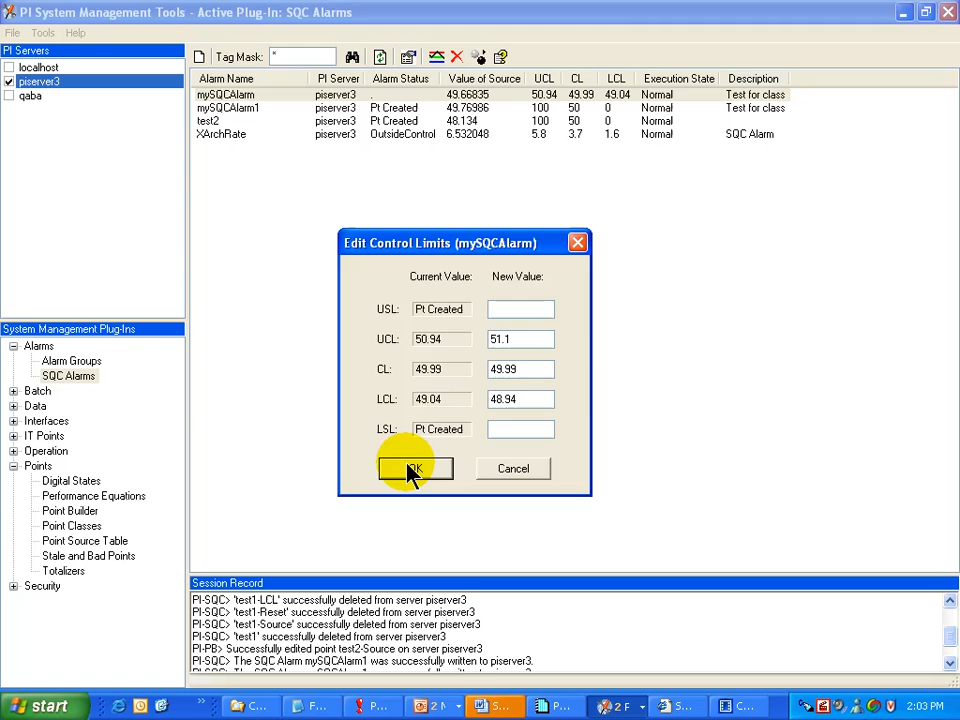 PI System Management Tools - Active Plug-In: SQC Alarms
File Tools Help
PI Servers
localhost
piserver3
qaba
Tag Mask: *
Alarm Name PI Server Alarm Status Value of Source UCL CL LCL Execution State Description
mySQCAlarm piserver3 . 49.66835 50.94 49.99 49.04 Normal Test for class
mySQCAlarm1 piserver3 Pt Created 49.76986 100 50 0 Normal Test for class
test2 piserver3 Pt Created 48.134 100 50 0 Normal
XArchRate piserver3 OutsideControl 6.532048 5.8 3.7 1.6 Normal SQC Alarm
Edit Control Limits (mySQCAlarm)
Current Value: New Value:
USL: Pt Created
UCL: 50.94 51.1
CL: 49.99 49.99
LCL: 49.04 48.94
LSL: Pt Created
OK Cancel
System Management Plug-Ins
Alarms
Alarm Groups
SQC Alarms
Batch
Data
Interfaces
IT Points
Operation
Points
Digital States
Performance Equations
Point Builder
Point Classes
Point Source Table
Stale and Bad Points
Totalizers
Security
Session Record
PI-SQC> 'test1-LCL' successfully deleted from server piserver3
PI-SQC> 'test1-Reset' successfully deleted from server piserver3
PI-SQC> 'test1-Source' successfully deleted from server piserver3
PI-SQC> 'test1' successfully deleted from server piserver3
PI-PB> Successfully edited point test2-Source on server piserver3
PI-SQC> The SQC Alarm mySQCAlarm1 was successfully written to piserver3.
start » C... F... P... 2 M S... P... 2 F S... C... 2:03 PM